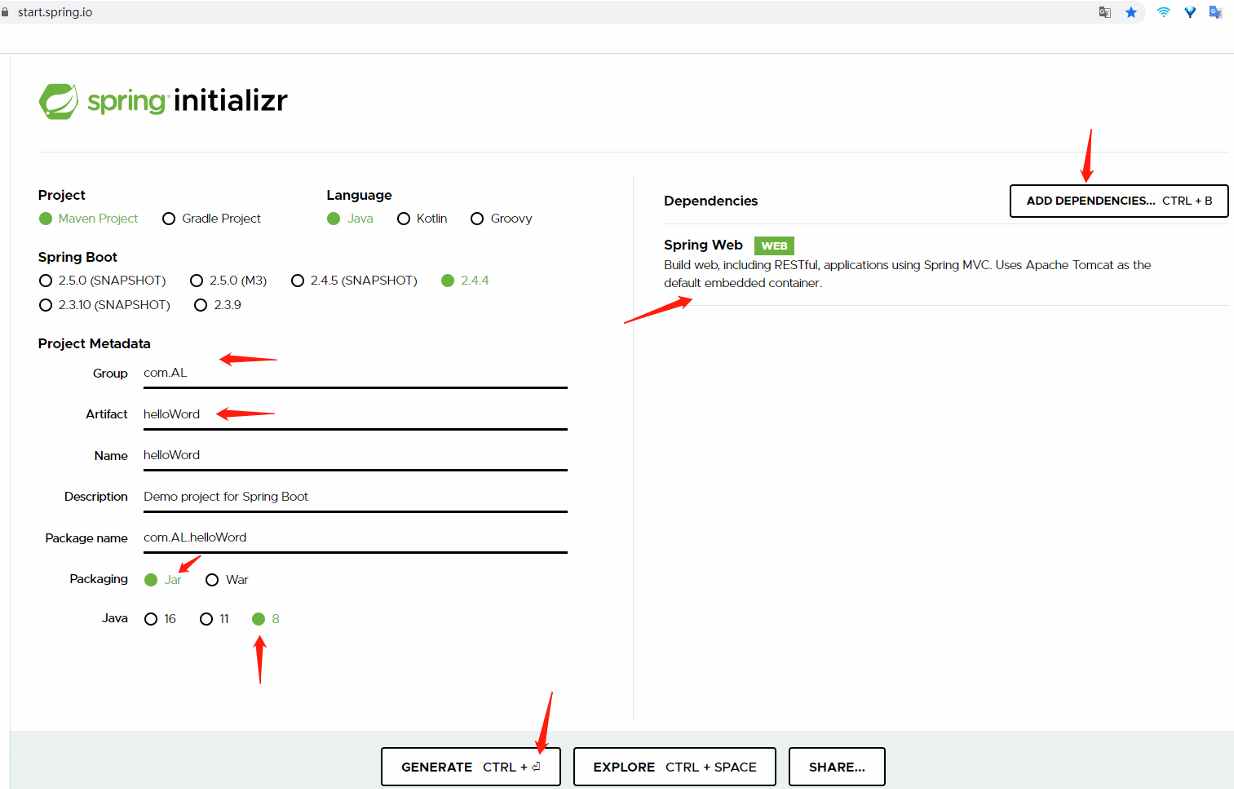 start.spring.io
spring initializr
Project
Maven Project Gradle Project
Language
Java Kotlin Groovy
Spring Boot
2.5.0 (SNAPSHOT) 2.5.0 (M3) 2.4.5 (SNAPSHOT) 2.4.4
2.3.10 (SNAPSHOT) 2.3.9
Project Metadata
Group com.AL
Artifact helloWord
Name helloWord
Description Demo project for Spring Boot
Package name com.AL.helloWord
Packaging Jar War
Java 16 11 8
Dependencies ADD DEPENDENCIES... CTRL + B
Spring Web WEB
Build web, including RESTful, applications using Spring MVC. Uses Apache Tomcat as the
default embedded container.
GENERATE CTRL + ⏎ EXPLORE CTRL + SPACE SHARE...